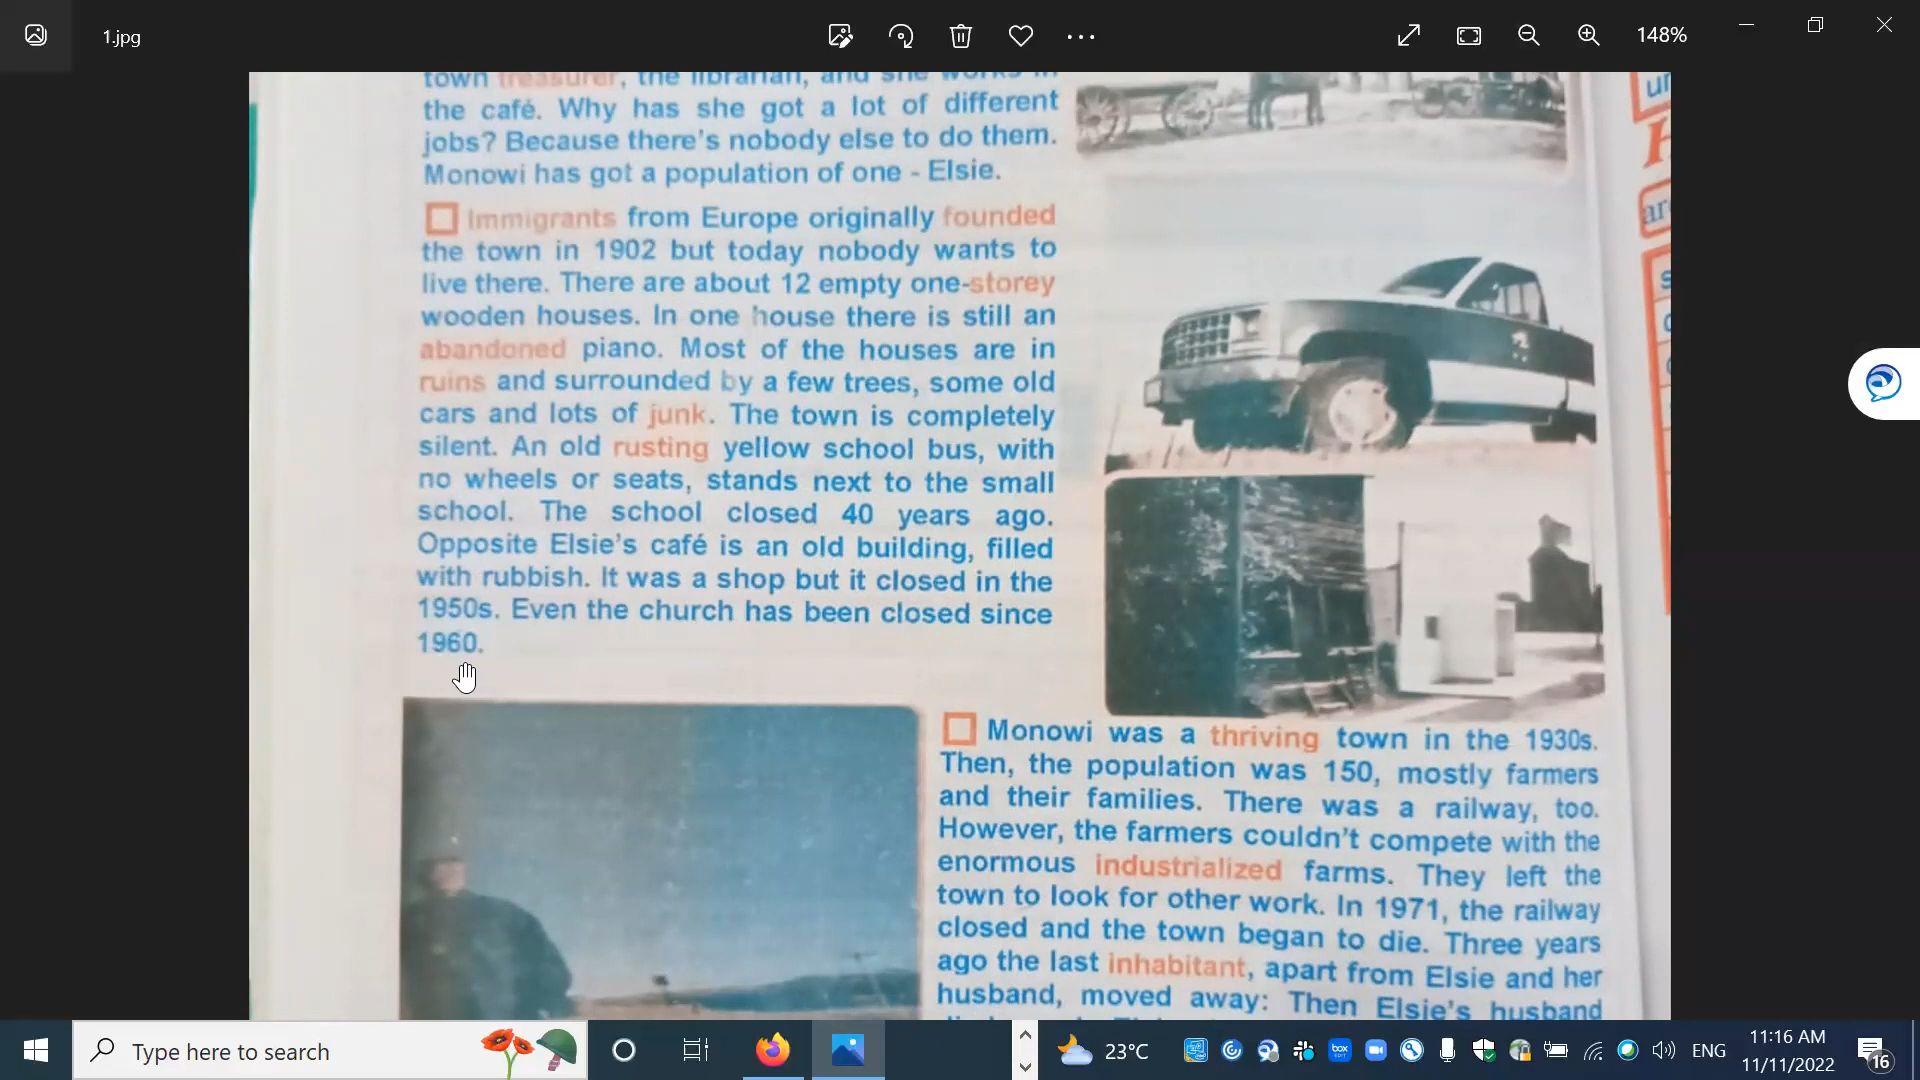 1.jpg
148%
town treasurer, the librarian, and she works in
the café. Why has she got a lot of different
jobs? Because there's nobody else to do them.
Monowi has got a population of one - Elsie.
Immigrants from Europe originally founded
the town in 1902 but today nobody wants to
live there. There are about 12 empty one-storey
wooden houses. In one house there is still an
abandoned piano. Most of the houses are in
ruins and surrounded by a few trees, some old
cars and lots of junk. The town is completely
silent. An old rusting yellow school bus, with
no wheels or seats, stands next to the small
school. The school closed 40 years ago.
Opposite Elsie's café is an old building, filled
with rubbish. It was a shop but it closed in the
1950s. Even the church has been closed since
1960.
Monowi was a thriving town in the 1930s.
Then, the population was 150, mostly farmers
and their families. There was a railway, too.
However, the farmers couldn't compete with the
enormous industrialized farms. They left the
town to look for other work. In 1971, the railway
closed and the town began to die. Three years
ago the last inhabitant, apart from Elsie and her
husband, moved away: Then Elsie's husband
Type here to search
23°C
box
EDIT
ENG
11:16 AM
11/11/2022
16